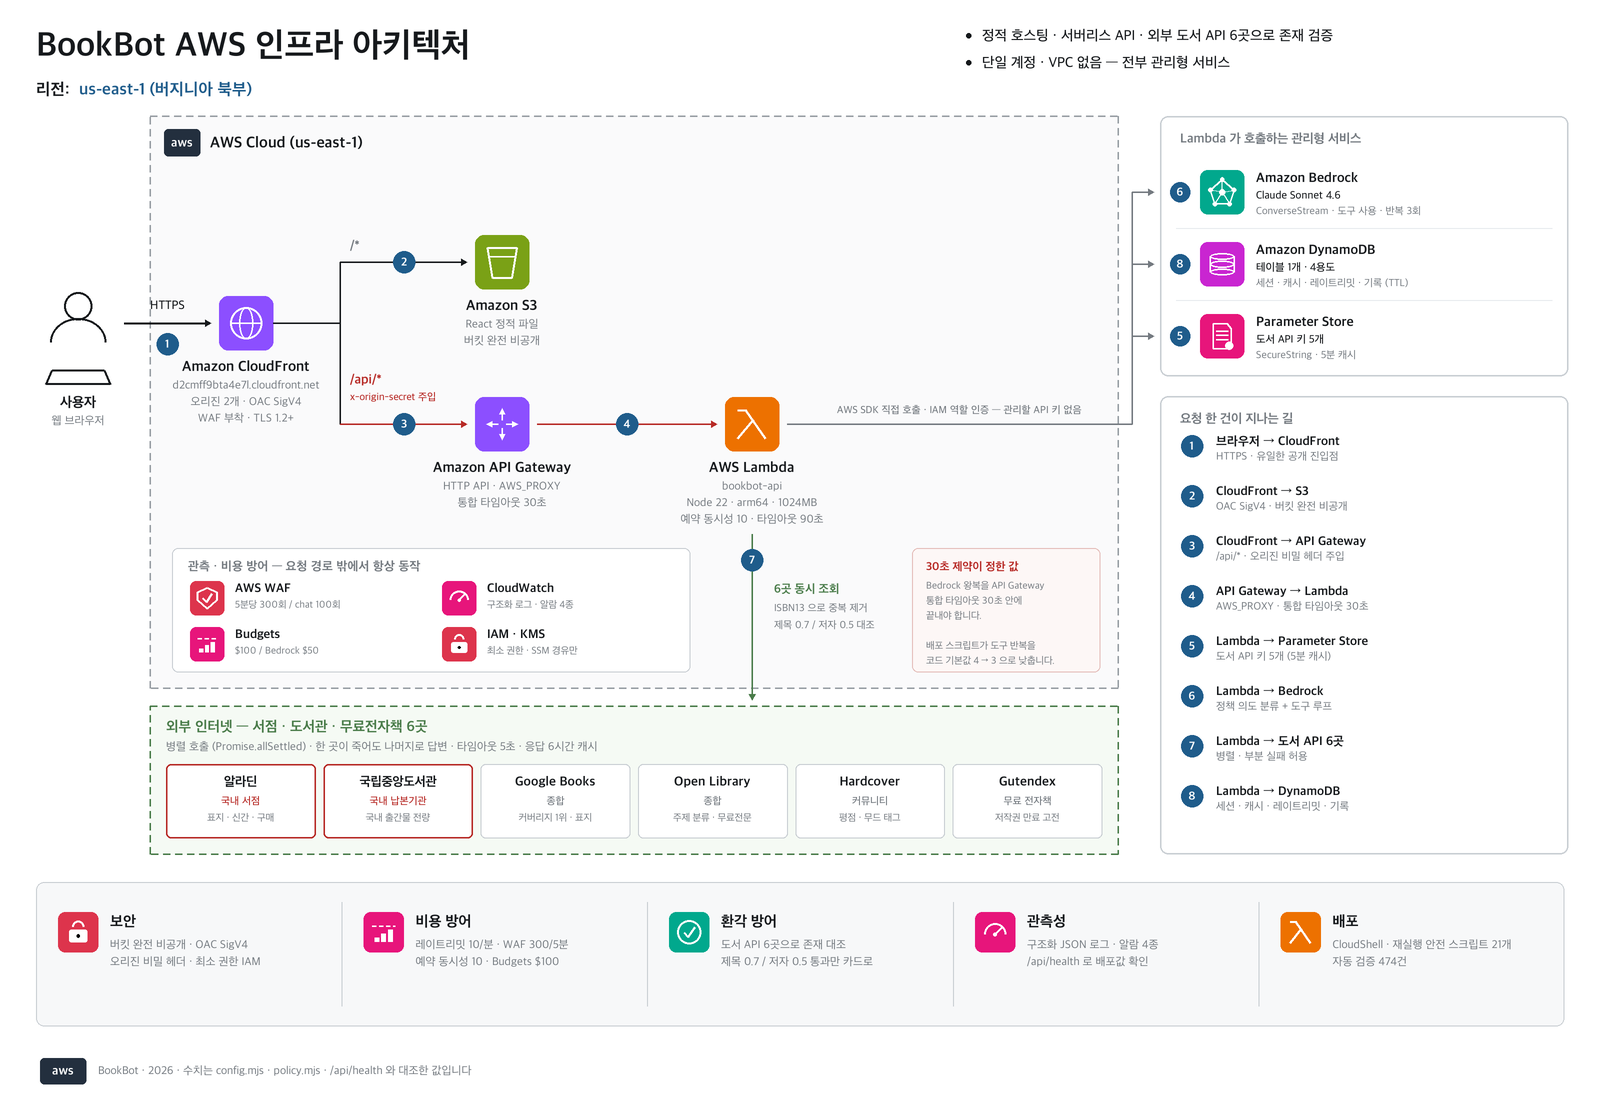 BookBot AWS 인프라 아키텍처
리전: us-east-1 (버지니아 북부)
• 정적 호스팅 · 서버리스 API · 외부 도서 API 6곳으로 존재 검증
• 단일 계정 · VPC 없음 — 전부 관리형 서비스
aws
AWS Cloud (us-east-1)
사용자
웹 브라우저
HTTPS
1
Amazon CloudFront
d2cmff9bta4e7l.cloudfront.net
오리진 2개 · OAC SigV4
WAF 부착 · TLS 1.2+
/*
2
Amazon S3
React 정적 파일
버킷 완전 비공개
/api/*
x-origin-secret 주입
3
Amazon API Gateway
HTTP API · AWS_PROXY
통합 타임아웃 30초
4
AWS Lambda
bookbot-api
Node 22 · arm64 · 1024MB
예약 동시성 10 · 타임아웃 90초
AWS SDK 직접 호출 · IAM 역할 인증 — 관리할 API 키 없음
관측 · 비용 방어 — 요청 경로 밖에서 항상 동작
AWS WAF
5분당 300회 / chat 100회
CloudWatch
구조화 로그 · 알람 4종
Budgets
$100 / Bedrock $50
IAM · KMS
최소 권한 · SSM 경유만
7
6곳 동시 조회
ISBN13 으로 중복 제거
제목 0.7 / 저자 0.5 대조
30초 제약이 정한 값
Bedrock 왕복을 API Gateway
통합 타임아웃 30초 안에
끝내야 합니다.
배포 스크립트가 도구 반복을
코드 기본값 4 → 3 으로 낮춥니다.
외부 인터넷 — 서점 · 도서관 · 무료전자책 6곳
병렬 호출 (Promise.allSettled) · 한 곳이 죽어도 나머지로 답변 · 타임아웃 5초 · 응답 6시간 캐시
알라딘
국내 서점
표지 · 신간 · 구매
국립중앙도서관
국내 납본기관
국내 출간물 전량
Google Books
종합
커버리지 1위 · 표지
Open Library
종합
주제 분류 · 무료전문
Hardcover
커뮤니티
평점 · 무드 태그
Gutendex
무료 전자책
저작권 만료 고전
Lambda 가 호출하는 관리형 서비스
6
Amazon Bedrock
Claude Sonnet 4.6
ConverseStream · 도구 사용 · 반복 3회
8
Amazon DynamoDB
테이블 1개 · 4용도
세션 · 캐시 · 레이트리밋 · 기록 (TTL)
5
Parameter Store
도서 API 키 5개
SecureString · 5분 캐시
요청 한 건이 지나는 길
1
브라우저 → CloudFront
HTTPS · 유일한 공개 진입점
2
CloudFront → S3
OAC SigV4 · 버킷 완전 비공개
3
CloudFront → API Gateway
/api/* · 오리진 비밀 헤더 주입
4
API Gateway → Lambda
AWS_PROXY · 통합 타임아웃 30초
5
Lambda → Parameter Store
도서 API 키 5개 (5분 캐시)
6
Lambda → Bedrock
정책 의도 분류 + 도구 루프
7
Lambda → 도서 API 6곳
병렬 · 부분 실패 허용
8
Lambda → DynamoDB
세션 · 캐시 · 레이트리밋 · 기록
보안
버킷 완전 비공개 · OAC SigV4
오리진 비밀 헤더 · 최소 권한 IAM
비용 방어
레이트리밋 10/분 · WAF 300/5분
예약 동시성 10 · Budgets $100
환각 방어
도서 API 6곳으로 존재 대조
제목 0.7 / 저자 0.5 통과만 카드로
관측성
구조화 JSON 로그 · 알람 4종
/api/health 로 배포값 확인
배포
CloudShell · 재실행 안전 스크립트 21개
자동 검증 474건
aws
BookBot · 2026 · 수치는 config.mjs · policy.mjs · /api/health 와 대조한 값입니다